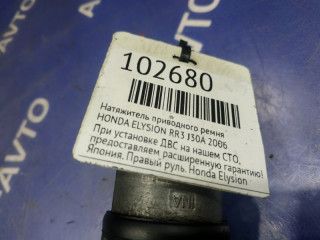 102680
Натяжитель приводного ремня
HONDA ELYSION RR3 J30A 2006
При установке ДВС на нашем СТО,
Предоставляем расширенную гарантию!
Япония. Правый руль. Honda Elysion